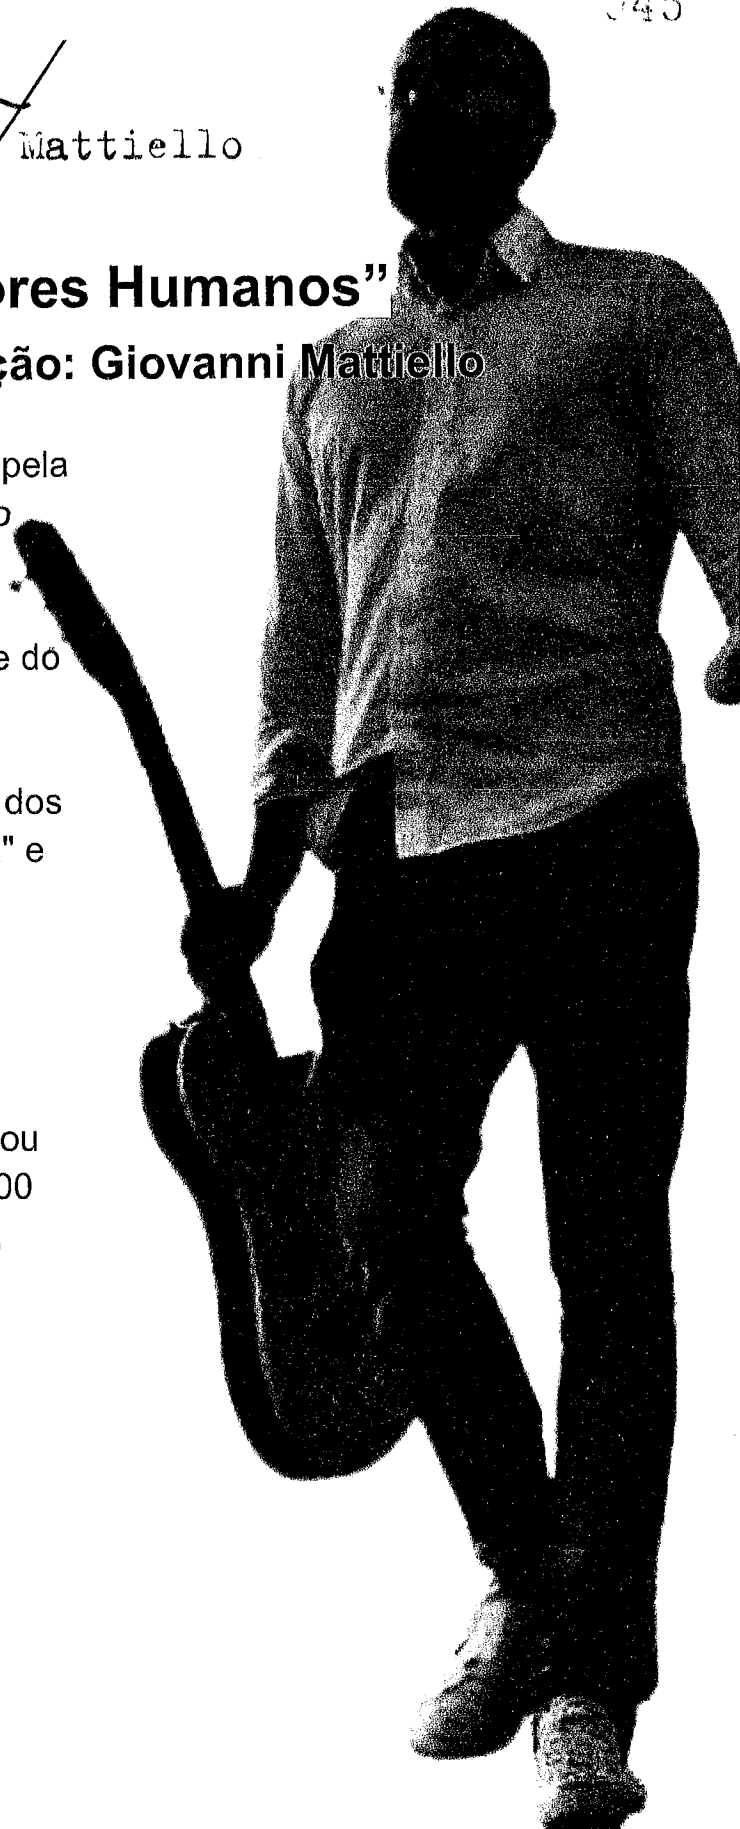 Mattiello
ores Humanos”
ção: Giovanni Mattiello
pela
o
e do
dos
" e
ou
00